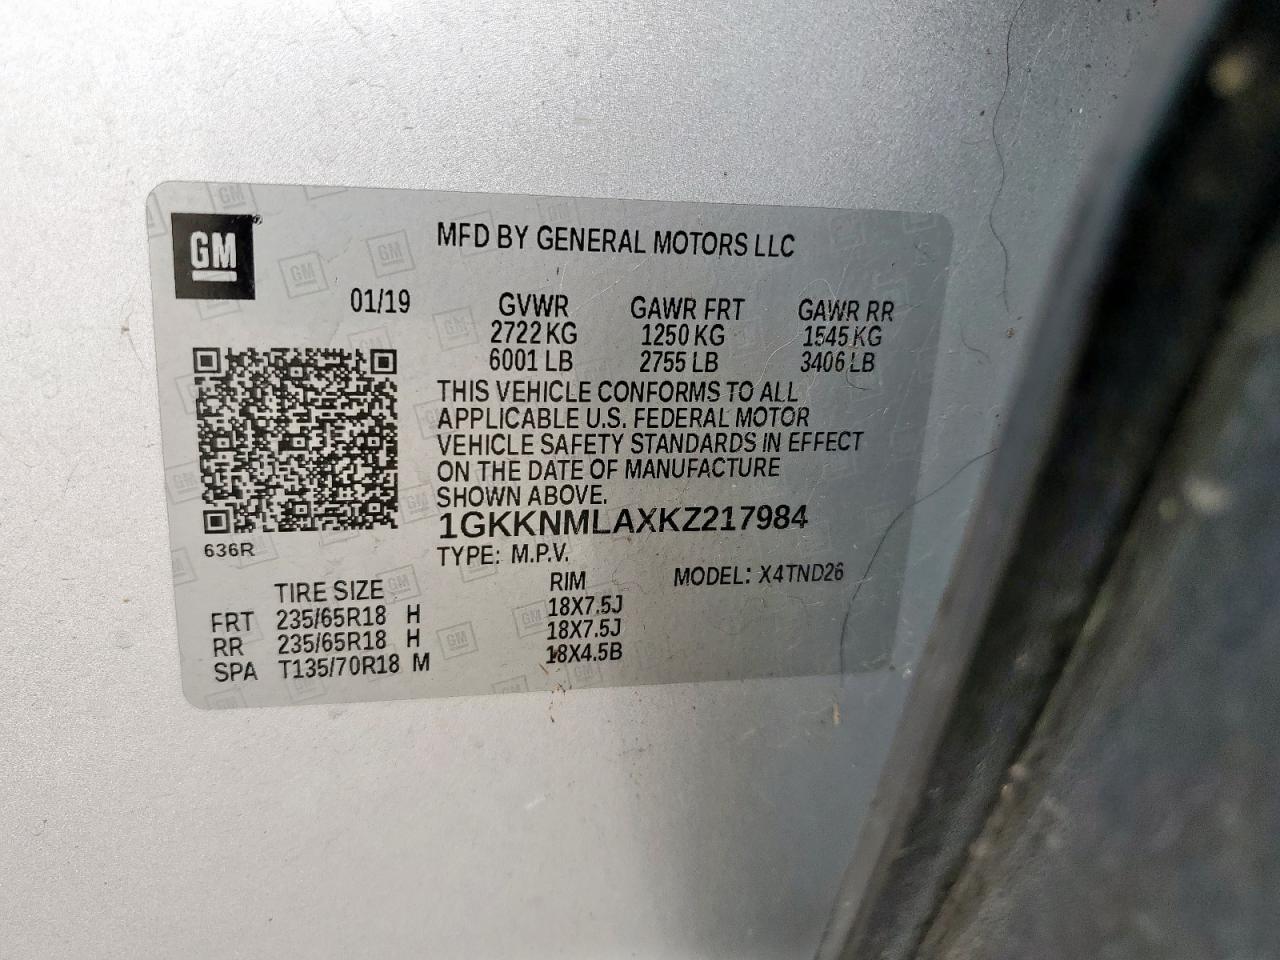 GM
MFD BY GENERAL MOTORS LLC
01/19 GVWR GAWR FRT GAWR RR
2722 KG 1250 KG 1545 KG
6001 LB 2755 LB 3406 LB
THIS VEHICLE CONFORMS TO ALL
APPLICABLE U.S. FEDERAL MOTOR
VEHICLE SAFETY STANDARDS IN EFFECT
ON THE DATE OF MANUFACTURE
SHOWN ABOVE.
1GKKNMLAXKZ217984
636R TYPE: M.P.V.
TIRE SIZE RIM MODEL: X4TND26
FRT 235/65R18 H 18X7.5J
RR 235/65R18 H 18X7.5J
SPA T135/70R18 M 18X4.5B